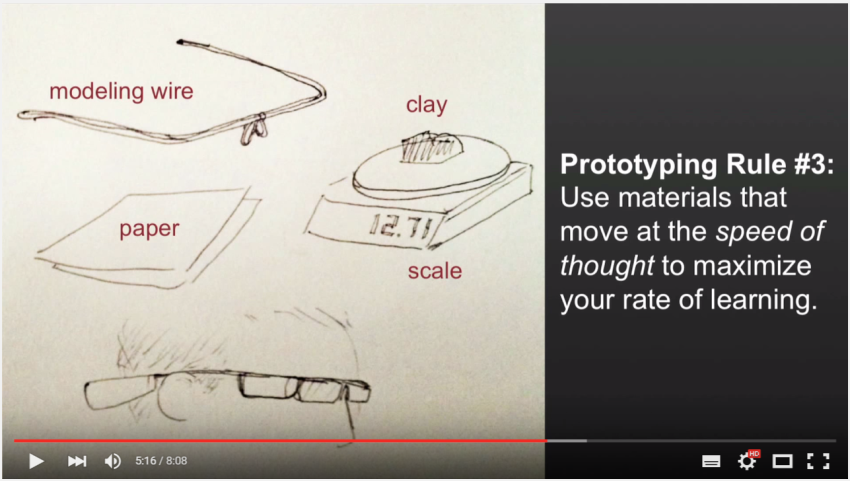 modeling wire
clay
paper
12.71
scale
Prototyping Rule #3:
Use materials that
move at the speed of
thought to maximize
your rate of learning.
5:16 / 8:08
HD